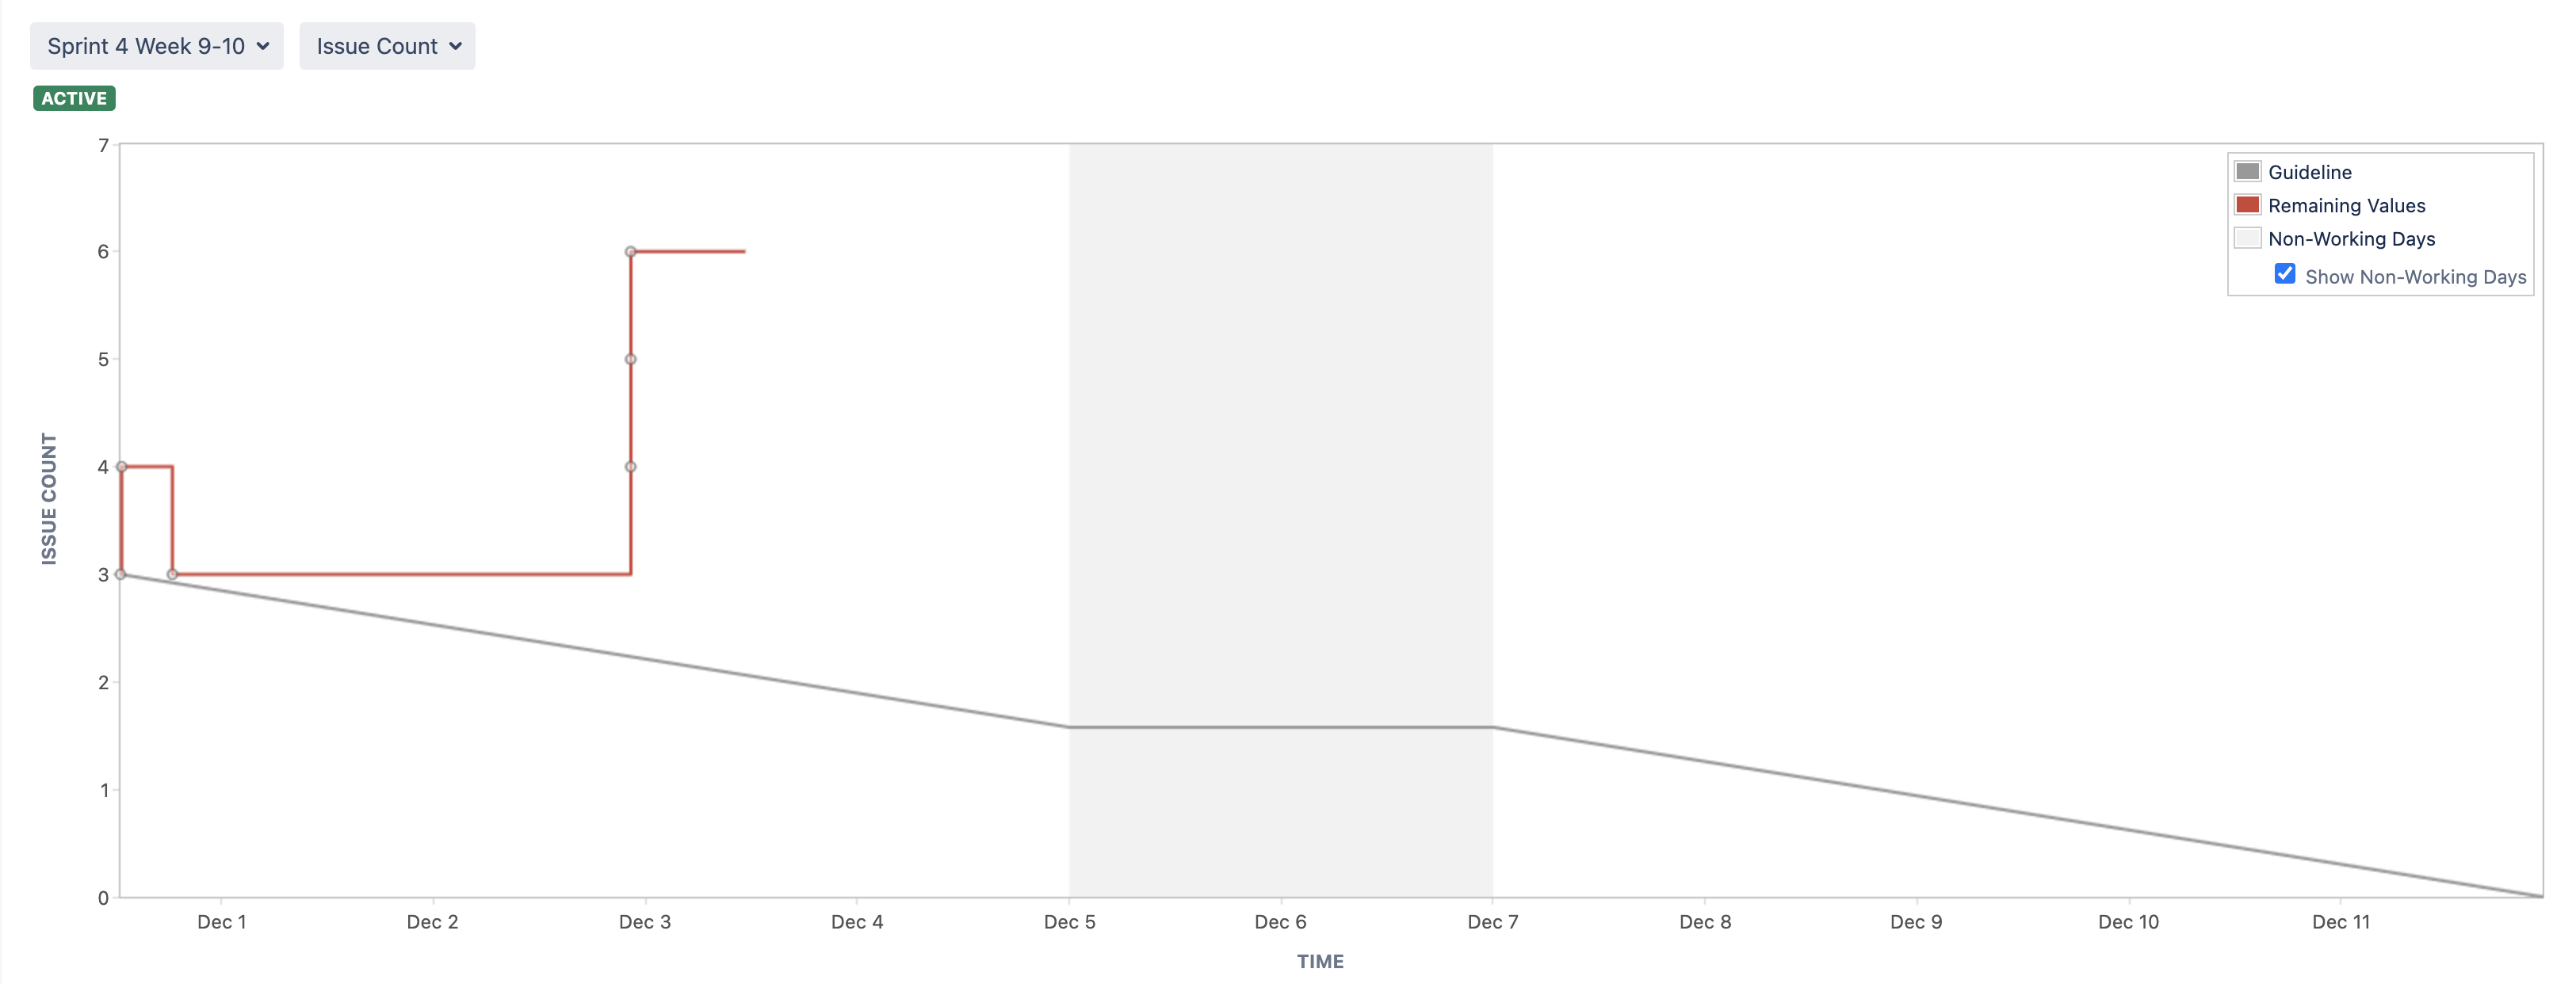 Sprint 4 Week 9-10
Issue Count
ACTIVE
Guideline
Remaining Values
Non-Working Days
Show Non-Working Days
ISSUE COUNT
7
6
5
4
3
2
1
0
Dec 1 Dec 2 Dec 3 Dec 4 Dec 5 Dec 6 Dec 7 Dec 8 Dec 9 Dec 10 Dec 11
TIME